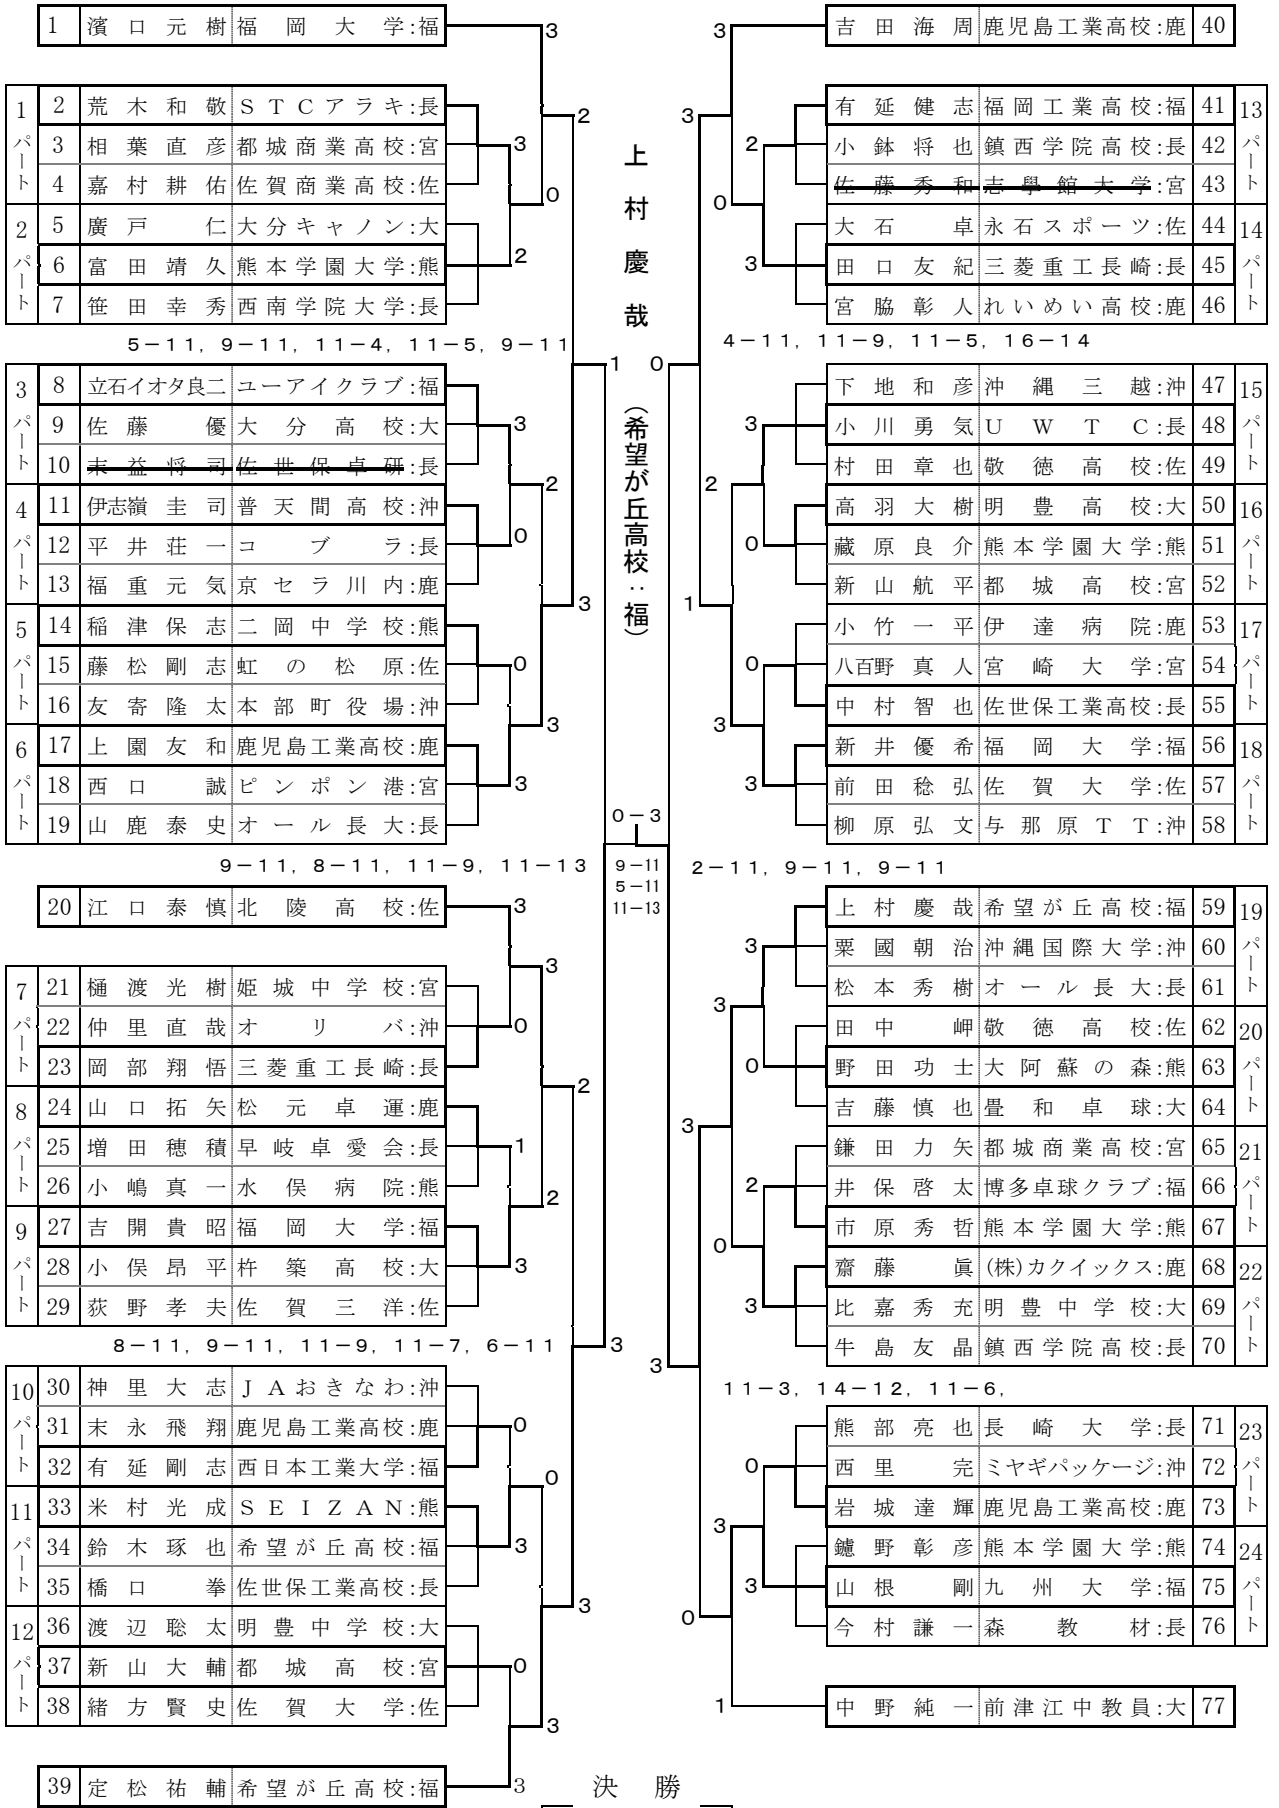 1 濱口元樹 福岡大学:福 3
1パート
2 荒木和敬 STCアラキ:長
3 相葉直彦 都城商業高校:宮
4 嘉村耕佑 佐賀商業高校:佐
3
2
0
2パート
5 廣戸仁 大分キャノン:大
6 富田靖久 熊本学園大学:熊
7 笹田幸秀 西南学院大学:長
2
5-11, 9-11, 11-4, 11-5, 9-11
1
3パート
8 立石イオタ良二 ユーアイクラブ:福
9 佐藤優 大分高校:大
10 末益将司 佐世保卓研:長
3
2
4パート
11 伊志嶺圭司 普天間高校:沖
12 平井荘一 コブラ:長
13 福重元気 京セラ川内:鹿
0
3
5パート
14 稲津保志 二岡中学校:熊
15 藤松剛志 虹の松原:佐
16 友寄隆太 本部町役場:沖
0
3
6パート
17 上園友和 鹿児島工業高校:鹿
18 西口誠 ピンポン港:宮
19 山鹿泰史 オール長大:長
3
9-11, 8-11, 11-9, 11-13
20 江口泰慎 北陵高校:佐 3
3
7パート
21 樋渡光樹 姫城中学校:宮
22 仲里直哉 オリバ:沖
23 岡部翔悟 三菱重工長崎:長
0
2
8パート
24 山口拓矢 松元卓運:鹿
25 増田穂積 早岐卓愛会:長
26 小嶋真一 水俣病院:熊
1
2
9パート
27 吉開貴昭 福岡大学:福
28 小俣昂平 杵築高校:大
29 荻野孝夫 佐賀三洋:佐
3
8-11, 9-11, 11-9, 11-7, 6-11
3
10パート
30 神里大志 JAおきなわ:沖
31 末永飛翔 鹿児島工業高校:鹿
32 有延剛志 西日本工業大学:福
0
0
11パート
33 米村光成 SEIZAN:熊
34 鈴木琢也 希望が丘高校:福
35 橋口拳 佐世保工業高校:長
3
3
12パート
36 渡辺聡太 明豊中学校:大
37 新山大輔 都城高校:宮
38 緒方賢史 佐賀大学:佐
0
3
39 定松祐輔 希望が丘高校:福 3
上村慶哉
(希望が丘高校:福)
0-3
9-11
5-11
11-13
決勝
3 吉田海周 鹿児島工業高校:鹿 40
3
13パート
有延健志 福岡工業高校:福 41
小鉢将也 鎮西学院高校:長 42
佐藤秀和 志學館大学:宮 43
2
0
14パート
大石卓 永石スポーツ:佐 44
田口友紀 三菱重工長崎:長 45
宮脇彰人 れいめい高校:鹿 46
3
4-11, 11-9, 11-5, 16-14
0
15パート
下地和彦 沖縄三越:沖 47
小川勇気 UWTC:長 48
村田章也 敬徳高校:佐 49
3
2
16パート
高羽大樹 明豊高校:大 50
藏原良介 熊本学園大学:熊 51
新山航平 都城高校:宮 52
0
1
17パート
小竹一平 伊達病院:鹿 53
八百野真人 宮崎大学:宮 54
中村智也 佐世保工業高校:長 55
0
3
18パート
新井優希 福岡大学:福 56
前田稔弘 佐賀大学:佐 57
柳原弘文 与那原TT:沖 58
3
2-11, 9-11, 9-11
19パート
上村慶哉 希望が丘高校:福 59
粟國朝治 沖縄国際大学:沖 60
松本秀樹 オール長大:長 61
3
3
20パート
田中岬 敬徳高校:佐 62
野田功士 大阿蘇の森:熊 63
吉藤慎也 畳和卓球:大 64
0
3
21パート
鎌田力矢 都城商業高校:宮 65
井保啓太 博多卓球クラブ:福 66
市原秀哲 熊本学園大学:熊 67
2
0
22パート
齋藤眞 (株)カクイックス:鹿 68
比嘉秀充 明豊中学校:大 69
牛島友晶 鎮西学院高校:長 70
3
3
11-3, 14-12, 11-6,
23パート
熊部亮也 長崎大学:長 71
西里完 ミヤギパッケージ:沖 72
岩城達輝 鹿児島工業高校:鹿 73
0
3
24パート
鑢野彰彦 熊本学園大学:熊 74
山根剛 九州大学:福 75
今村謙一 森教材:長 76
3
0
1 中野純一 前津江中教員:大 77